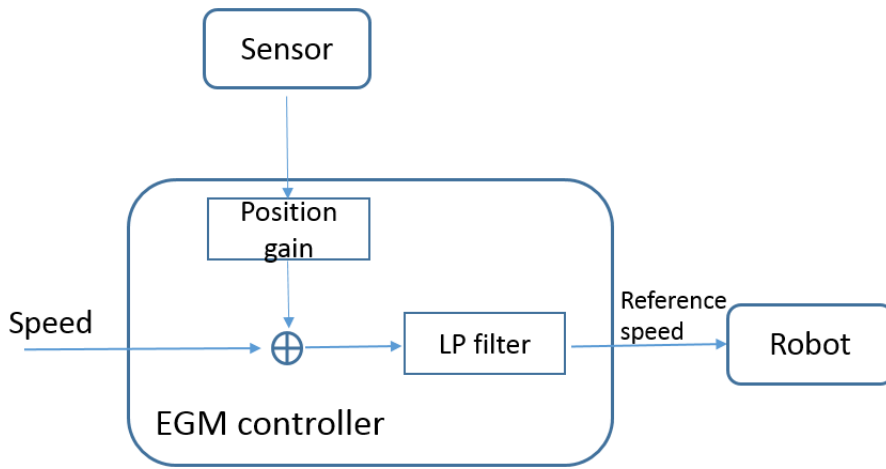 Sensor
Position
gain
Speed
LP filter
Reference
speed
Robot
EGM controller